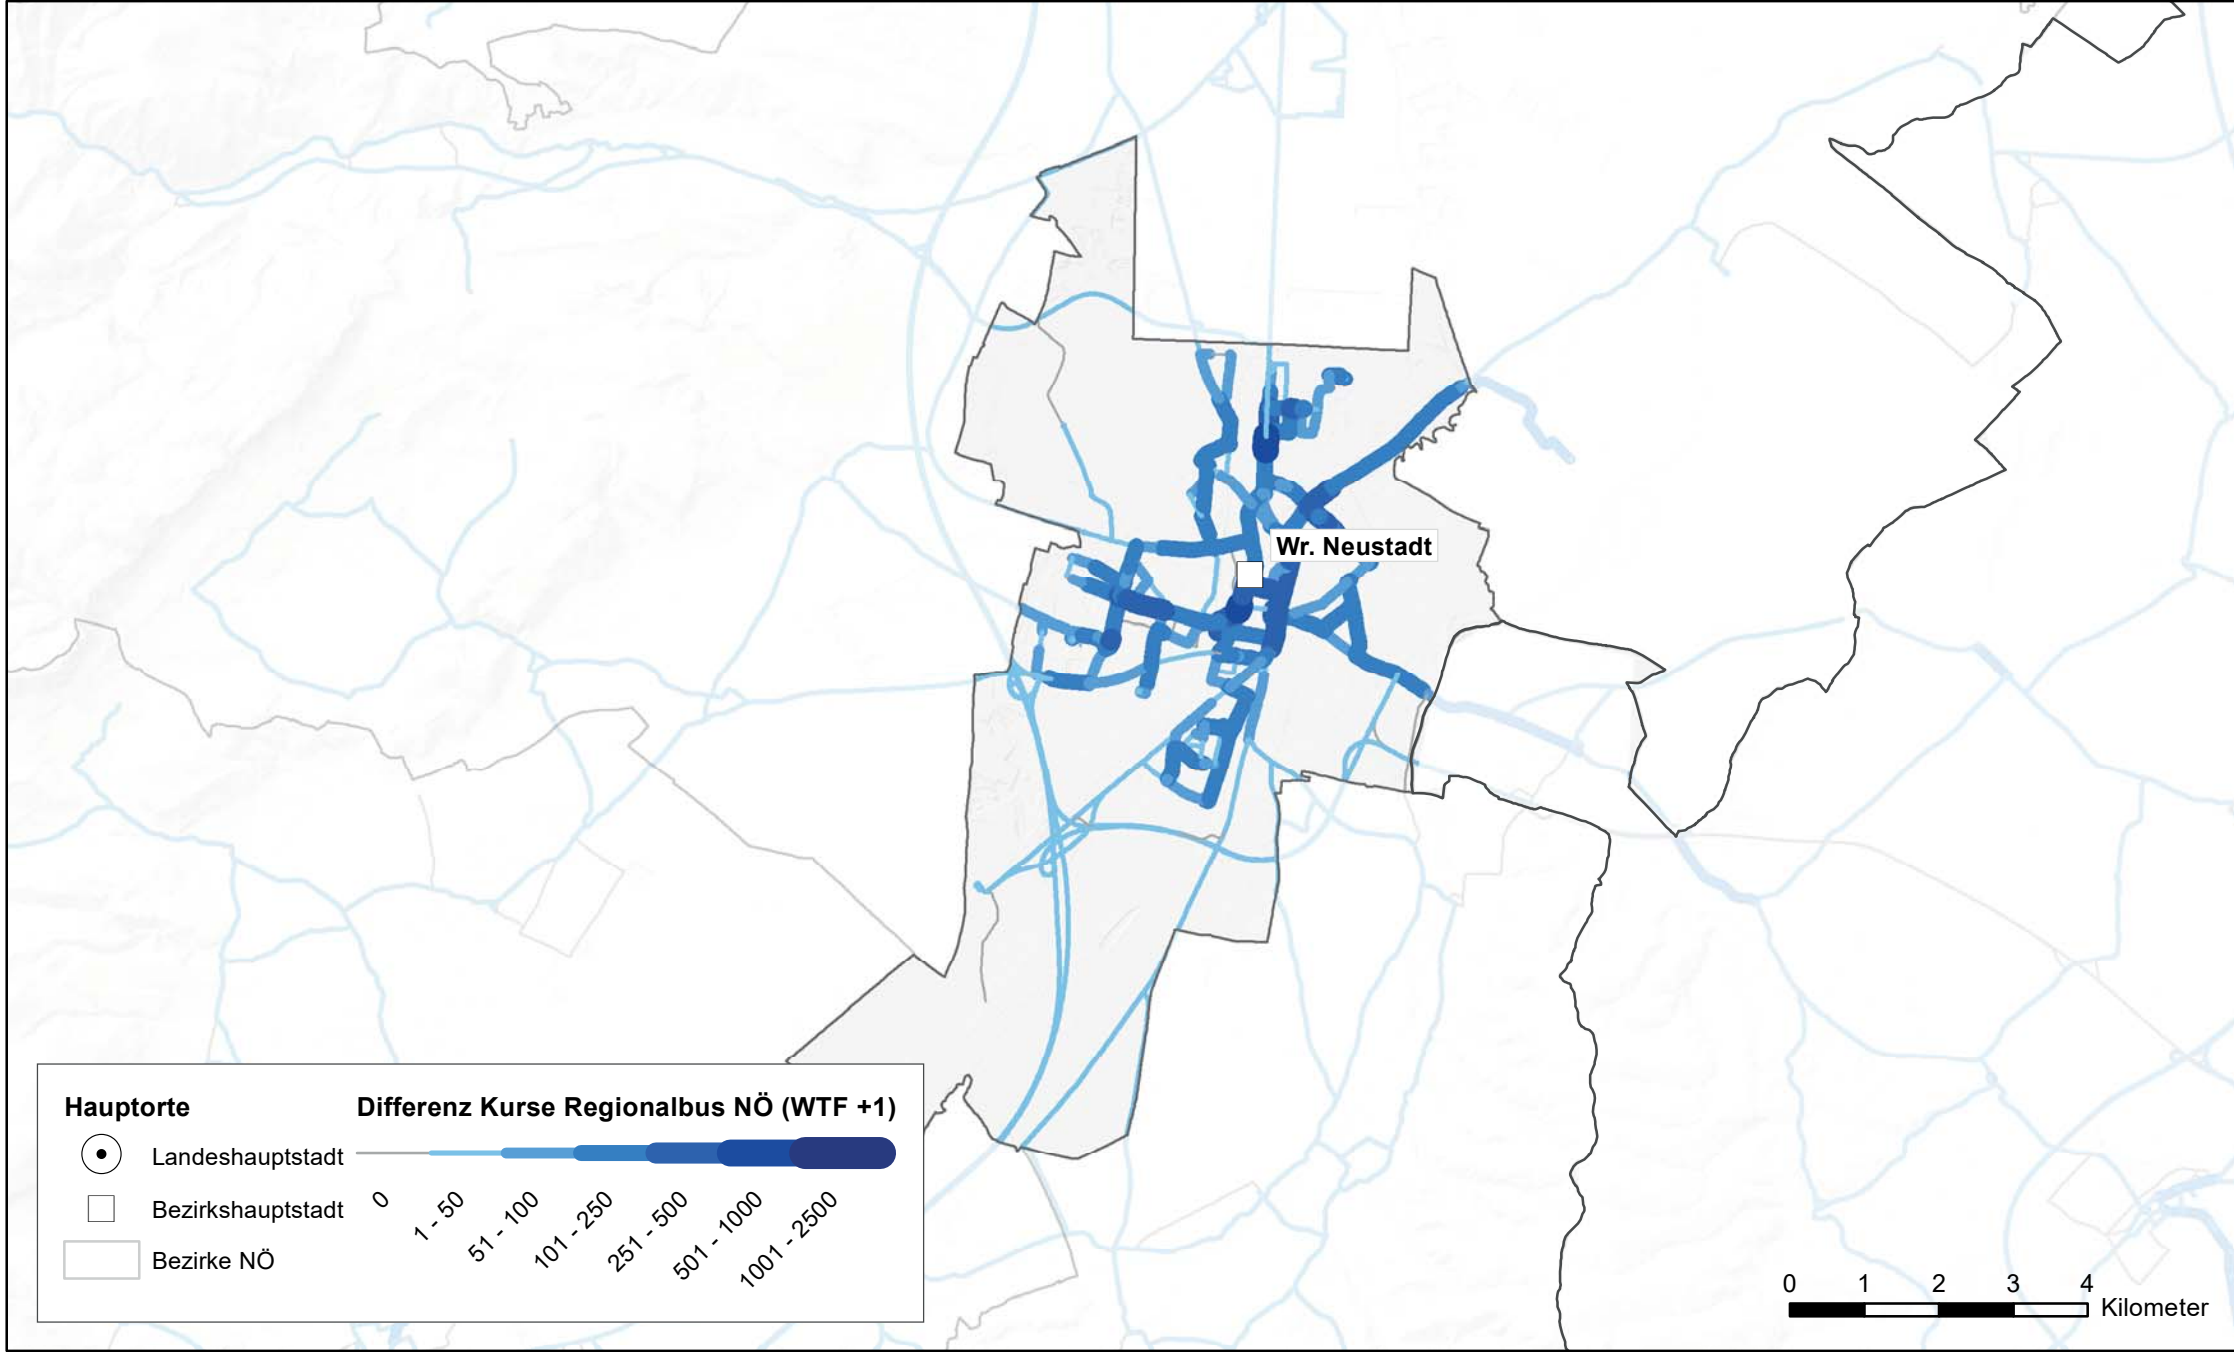 Wr. Neustadt
Hauptorte
Landeshauptstadt
Bezirkshauptstadt
Bezirke NÖ
Differenz Kurse Regionalbus NÖ (WTF +1)
0
1 - 50
51 - 100
101 - 250
251 - 500
501 - 1000
1001 - 2500
0 1 2 3 4
Kilometer